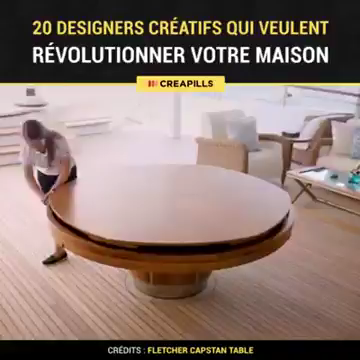 20 DESIGNERS CRÉATIFS QUI VEULENT
RÉVOLUTIONNER VOTRE MAISON
CREAPILLS
CRÉDITS : FLETCHER CAPSTAN TABLE